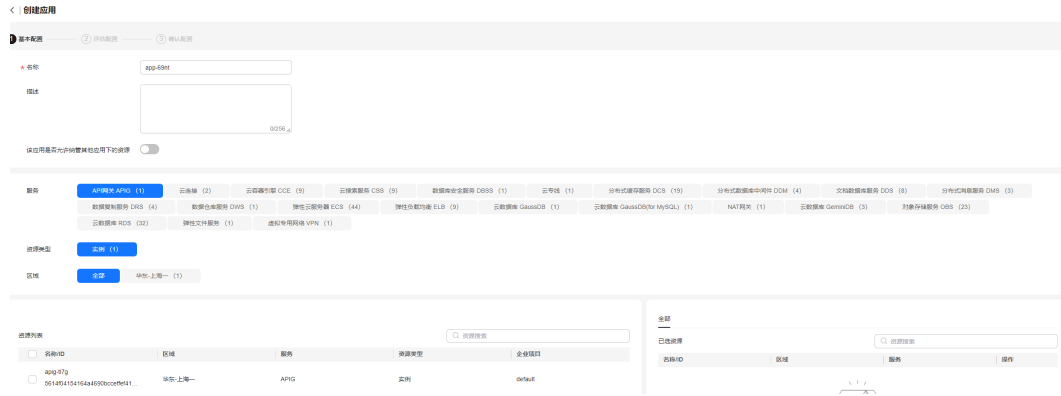 < | 创建应用
1 基本配置 2 评估配置 3 确认配置
★ 名称 app-69nt
描述
0/256
该应用是否允许纳管其他应用下的资源
服务 API网关 APIG (1) 云连接 (2) 云容器引擎 CCE (9) 云搜索服务 CSS (9) 数据库安全服务 DBSS (1) 云专线 (1) 分布式缓存服务 DCS (19) 分布式数据库中间件 DDM (4) 文档数据库服务 DDS (8) 分布式消息服务 DMS (3)
数据复制服务 DRS (4) 数据仓库服务 DWS (1) 弹性云服务器 ECS (44) 弹性负载均衡 ELB (9) 云数据库 GaussDB (1) 云数据库 GaussDB(for MySQL) (1) NAT网关 (1) 云数据库 GeminiDB (3) 对象存储服务 OBS (23)
云数据库 RDS (32) 弹性文件服务 (1) 虚拟专用网络 VPN (1)
资源类型 实例 (1)
区域 全部 华东-上海一 (1)
全部
资源列表 资源搜索 已选资源 资源搜索
名称/ID 区域 服务 资源类型 企业项目 名称/ID 区域 服务 操作
apig-tl7g
5614f04154164a4690bcceffef41... 华东-上海一 APIG 实例 default